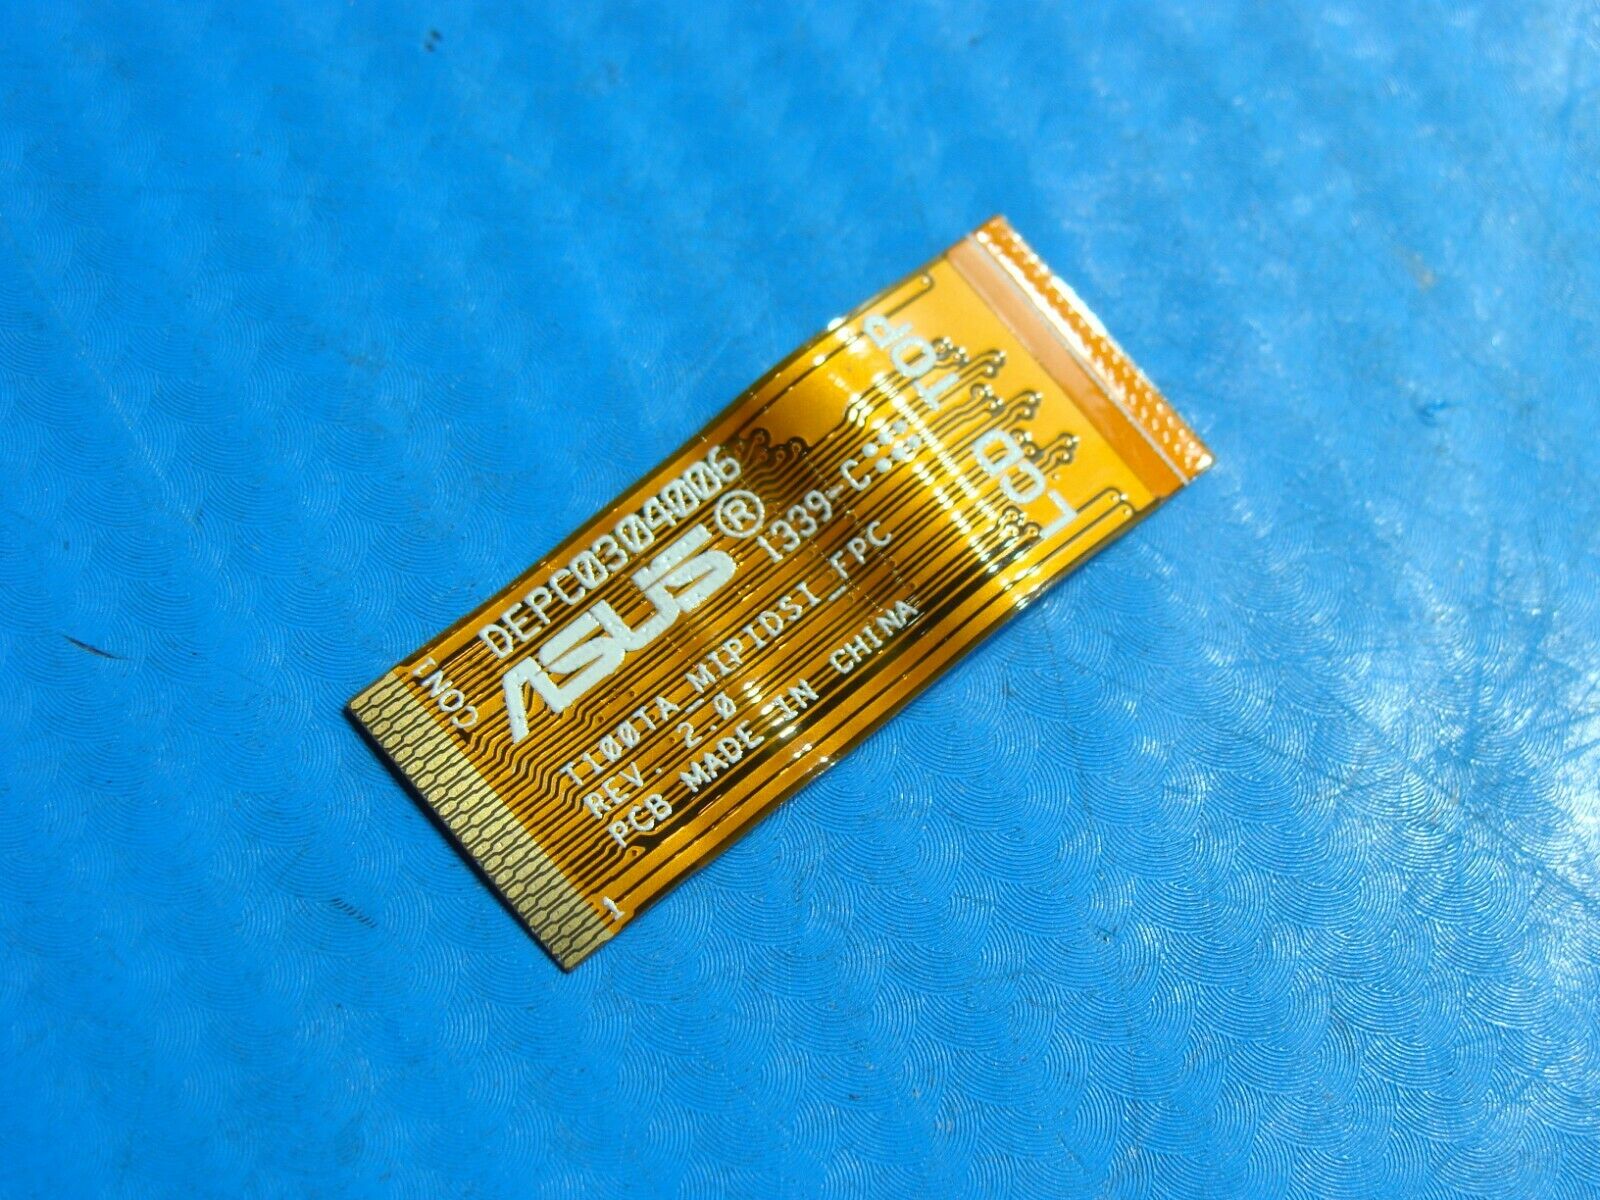 DEPC0304006
ASUS®
1339-C
T100TA_MIPIDSI_FPC
REV. 2.0
PCB MADE IN CHINA
CON1
1
LCD TOP